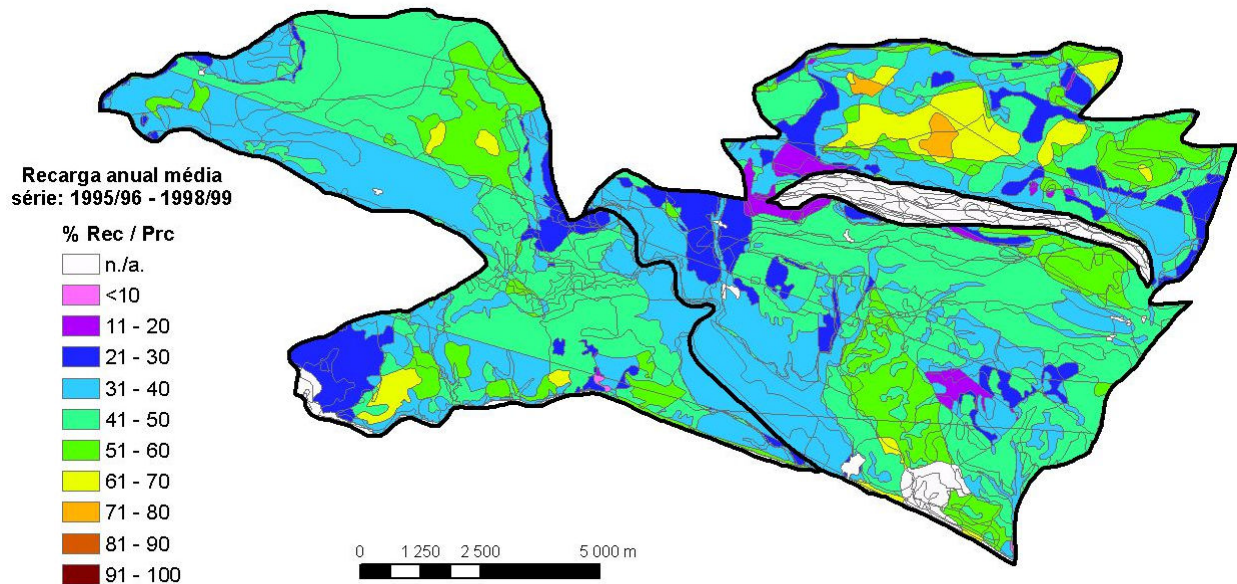 Recarga anual média
série: 1995/96 - 1998/99
% Rec / Prc
n./a.
<10
11 - 20
21 - 30
31 - 40
41 - 50
51 - 60
61 - 70
71 - 80
81 - 90
91 - 100
0 1 250 2 500 5 000 m